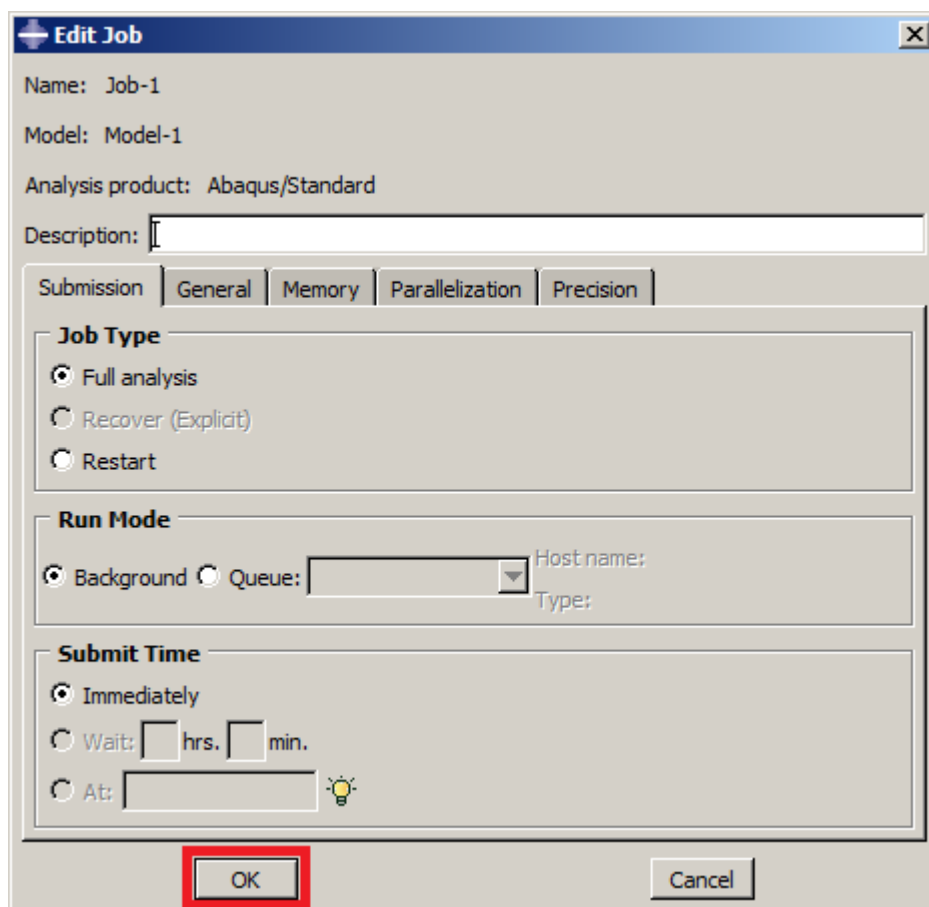 Edit Job
Name: Job-1
Model: Model-1
Analysis product: Abaqus/Standard
Description:
Submission General Memory Parallelization Precision
Job Type
Full analysis
Recover (Explicit)
Restart
Run Mode
Background Queue: Host name:
Type:
Submit Time
Immediately
Wait: hrs. min.
At:
OK Cancel